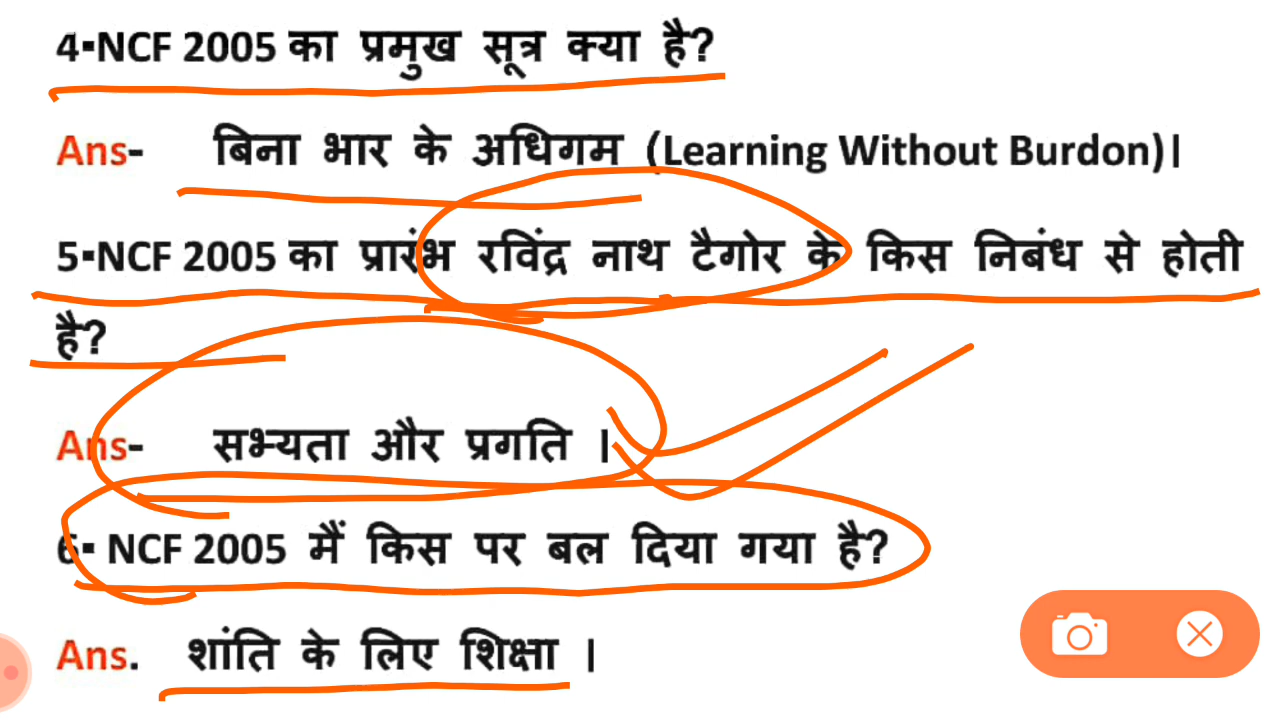 4▪NCF 2005 का प्रमुख सूत्र क्या है?
Ans- बिना भार के अधिगम (Learning Without Burdon)।
5▪NCF 2005 का प्रारंभ रविंद्र नाथ टैगोर के किस निबंध से होती
है?
Ans- सभ्यता और प्रगति ।
6▪ NCF 2005 मैं किस पर बल दिया गया है?
Ans. शांति के लिए शिक्षा ।